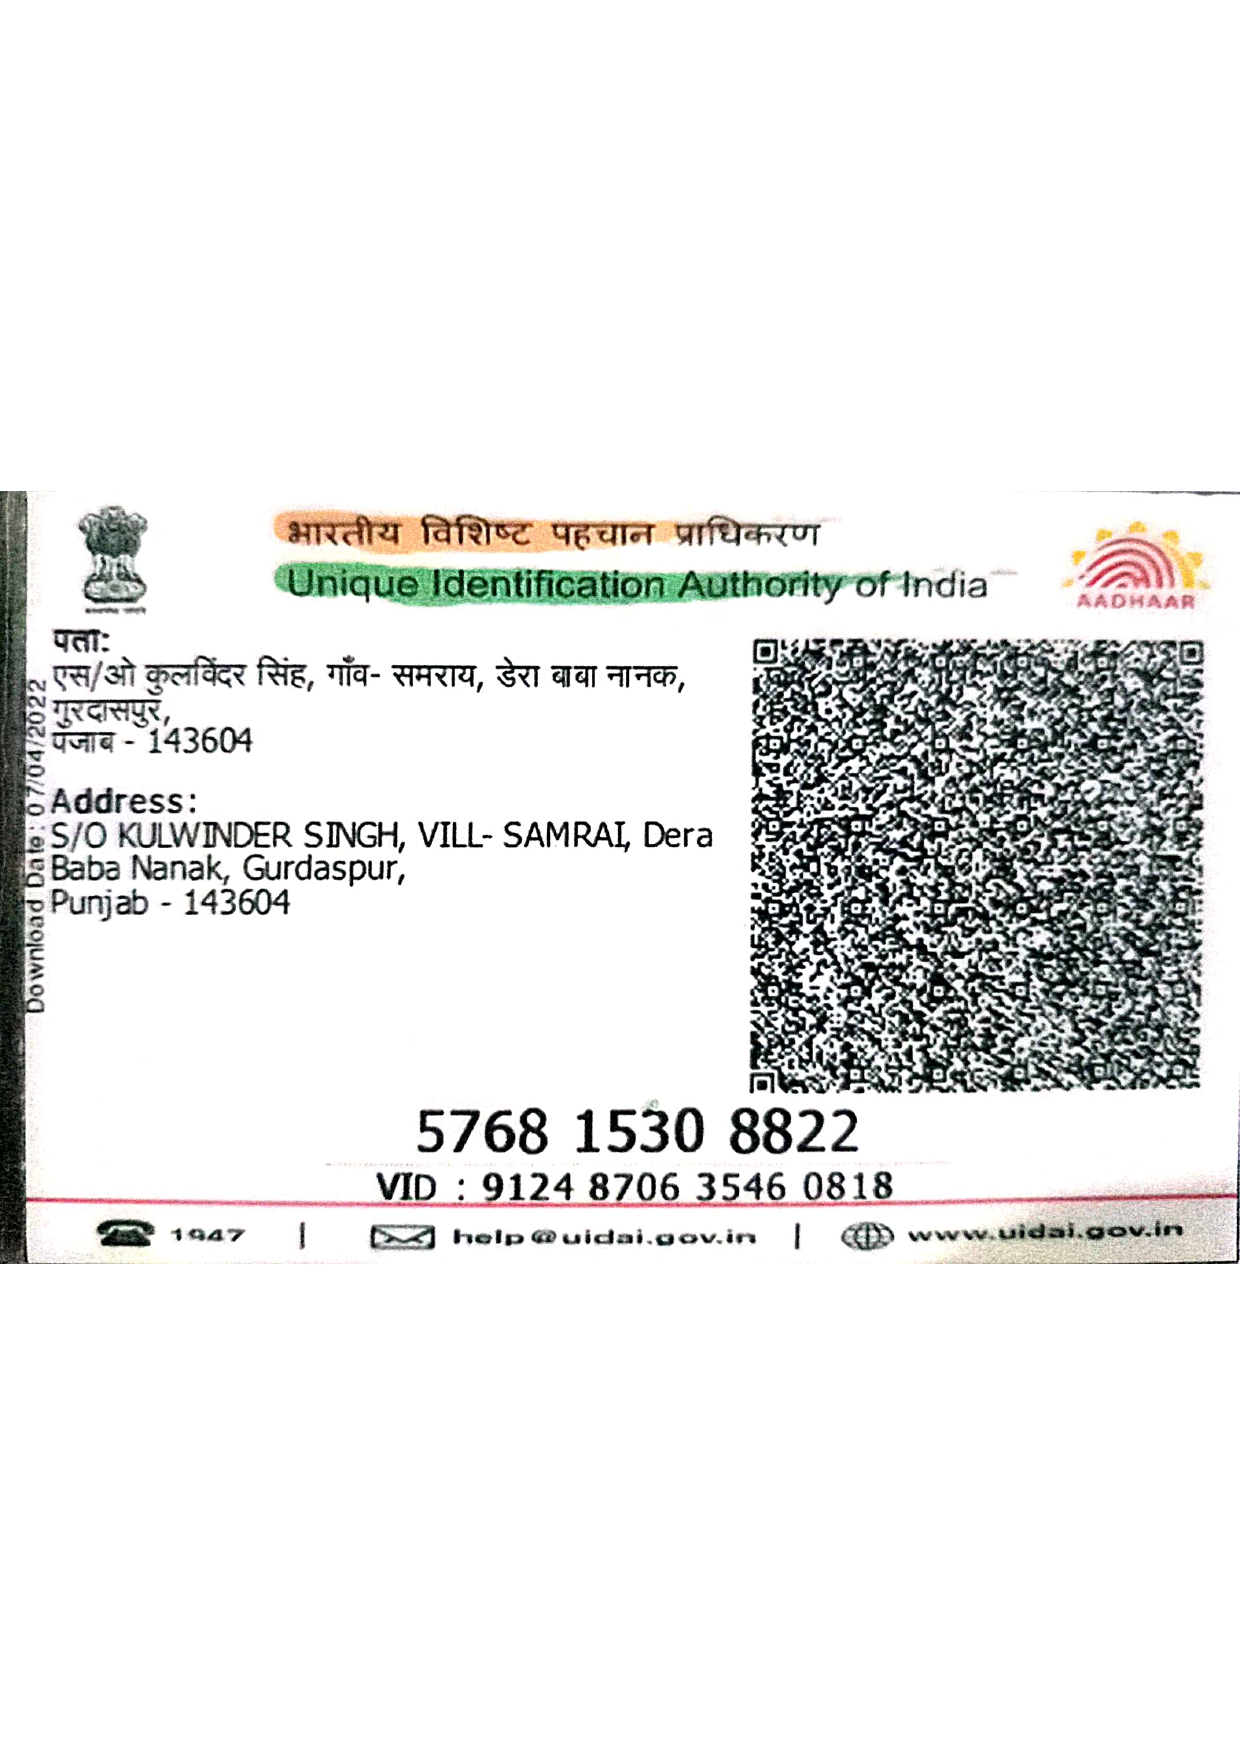 भारतीय विशिष्ट पहचान प्राधिकरण
Unique Identification Authority of India
AADHAAR
पता:
एस/ओ कुलविंदर सिंह, गाँव- समराय, डेरा बाबा नानक,
गुरदासपुर,
पंजाब - 143604
Address:
S/O KULWINDER SINGH, VILL- SAMRAI, Dera
Baba Nanak, Gurdaspur,
Punjab - 143604
Download Date: 07/04/2022
5768 1530 8822
VID : 9124 8706 3546 0818
1947 | help@uidai.gov.in | www.uidai.gov.in